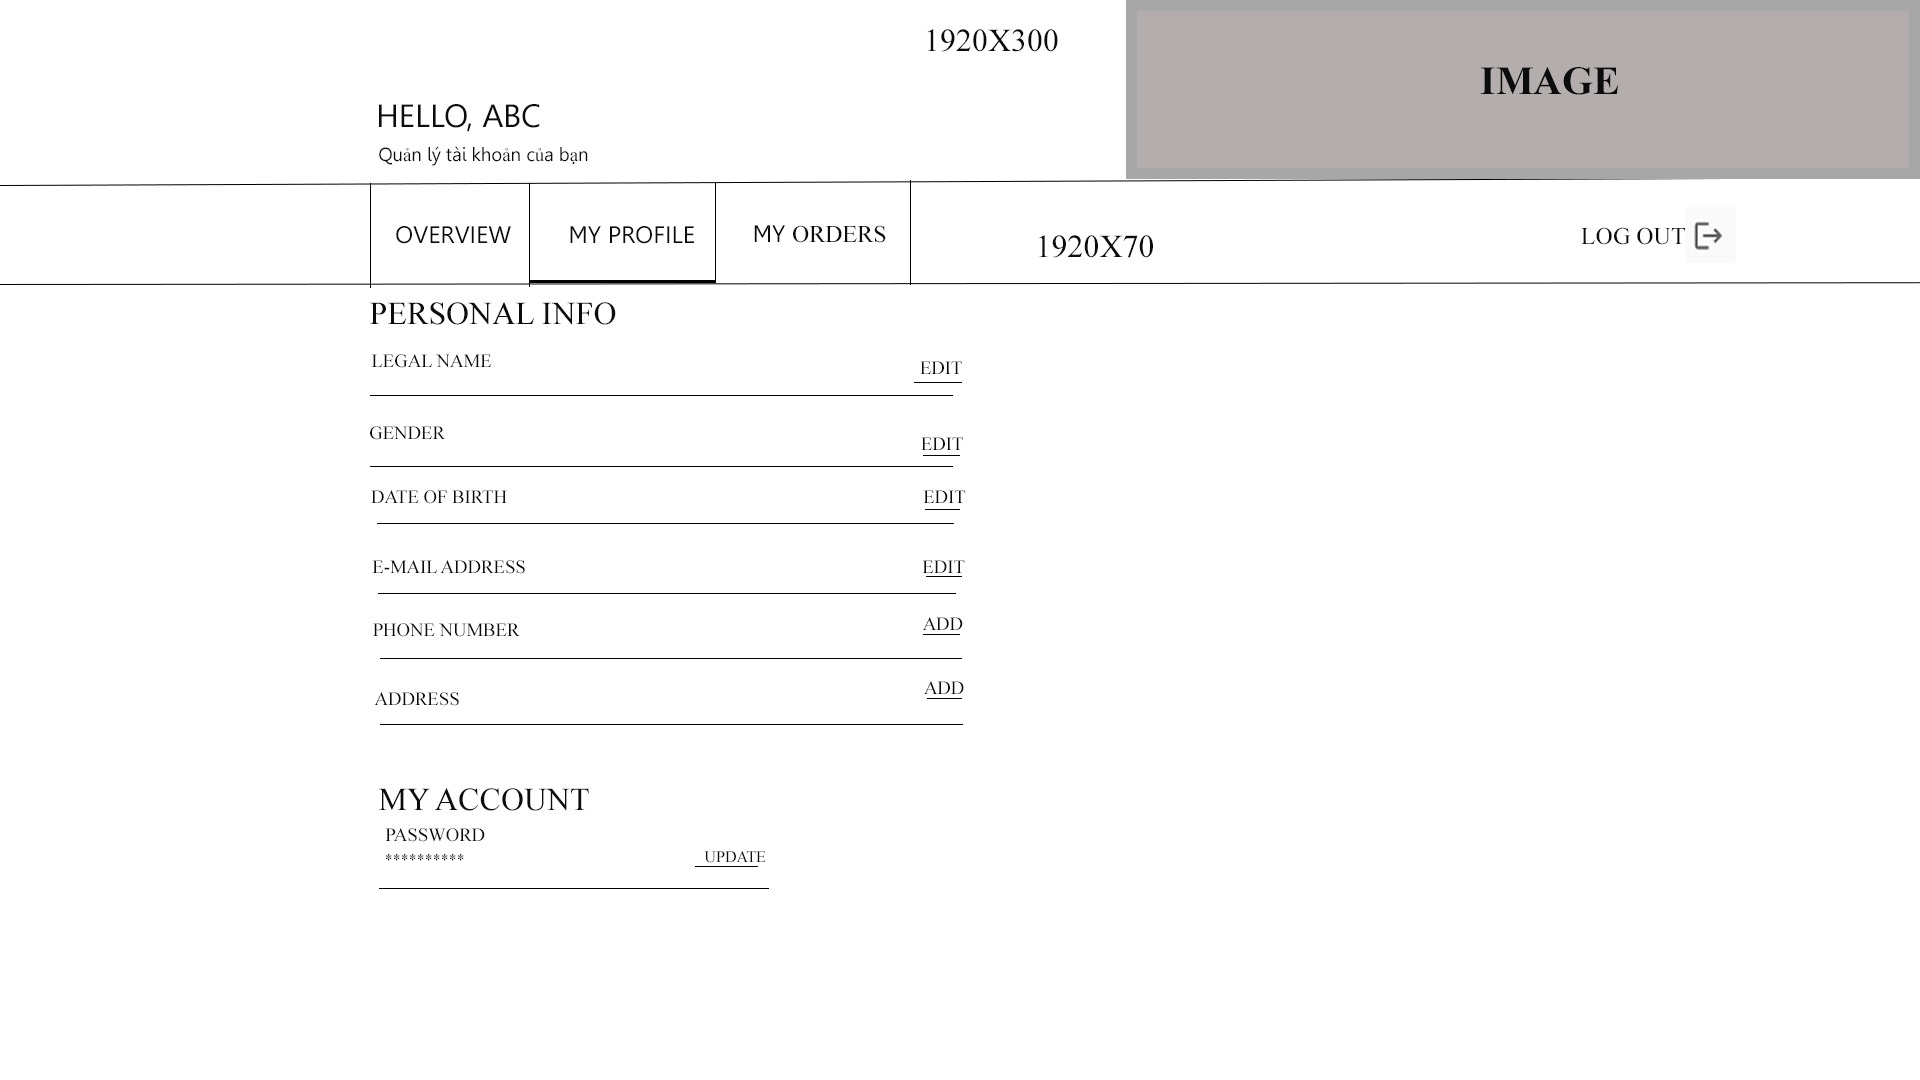 1920X300
IMAGE
HELLO, ABC
Quản lý tài khoản của bạn
OVERVIEW
MY PROFILE
MY ORDERS
1920X70
LOG OUT
PERSONAL INFO
LEGAL NAME
EDIT
GENDER
EDIT
DATE OF BIRTH
EDIT
E-MAIL ADDRESS
EDIT
PHONE NUMBER
ADD
ADDRESS
ADD
MY ACCOUNT
PASSWORD
**********
UPDATE